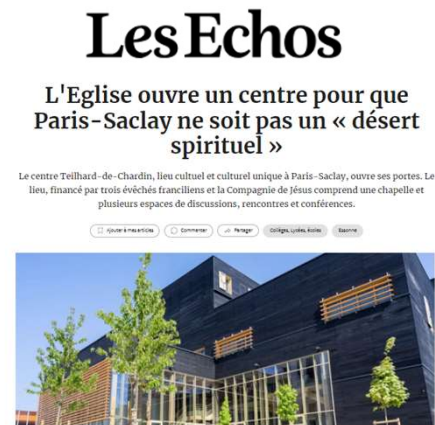 Les Echos
L'Eglise ouvre un centre pour que
Paris-Saclay ne soit pas un « désert
spirituel »
Le centre Teilhard-de-Chardin, lieu cultuel et culturel unique à Paris-Saclay, ouvre ses portes. Le
lieu, financé par trois évêchés franciliens et la Compagnie de Jésus comprend une chapelle et
plusieurs espaces de discussions, rencontres et conférences.
Ajouter à mes articles Commenter Partager Collèges, Lycées, écoles Essonne